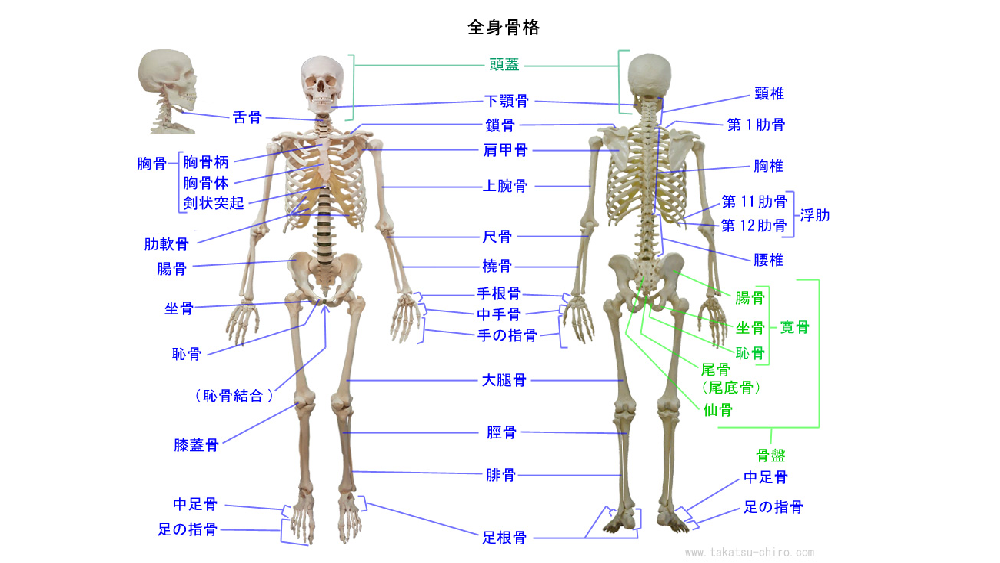 全身骨格
頭蓋
下顎骨
頸椎
舌骨
鎖骨
第1肋骨
肩甲骨
胸骨
胸骨柄
胸骨体
剣状突起
胸椎
上腕骨
第11肋骨
第12肋骨
浮肋
肋軟骨
尺骨
腸骨
橈骨
腰椎
手根骨
腸骨
坐骨
中手骨
手の指骨
坐骨
寛骨
恥骨
恥骨
尾骨
(尾底骨)
大腿骨
(恥骨結合)
仙骨
膝蓋骨
脛骨
骨盤
腓骨
中足骨
中足骨
足の指骨
足の指骨
足根骨
www.takatsu-chiro.com